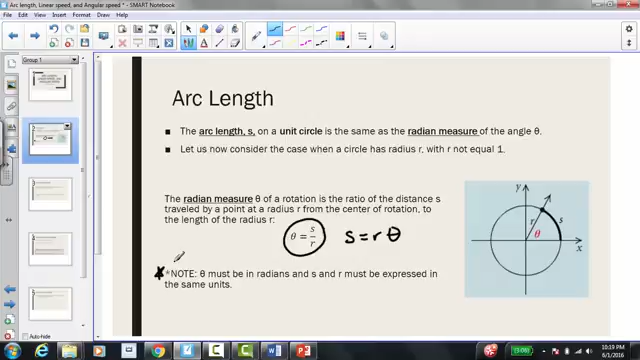 Arc length, Linear speed, and Angular speed * - SMART Notebook
File Edit View Insert Format Tools Add-ons Draw Help
Group 1
Arc Length
The arc length, s, on a unit circle is the same as the radian measure of the angle θ.
Let us now consider the case when a circle has radius r, with r not equal 1.
The radian measure θ of a rotation is the ratio of the distance s
traveled by a point at a radius r from the center of rotation, to
the length of the radius r:
θ = s/r s = r θ
*NOTE: θ must be in radians and s and r must be expressed in
the same units.
y
r
s
θ
x
Auto-hide
10:19 PM
5/31/2016